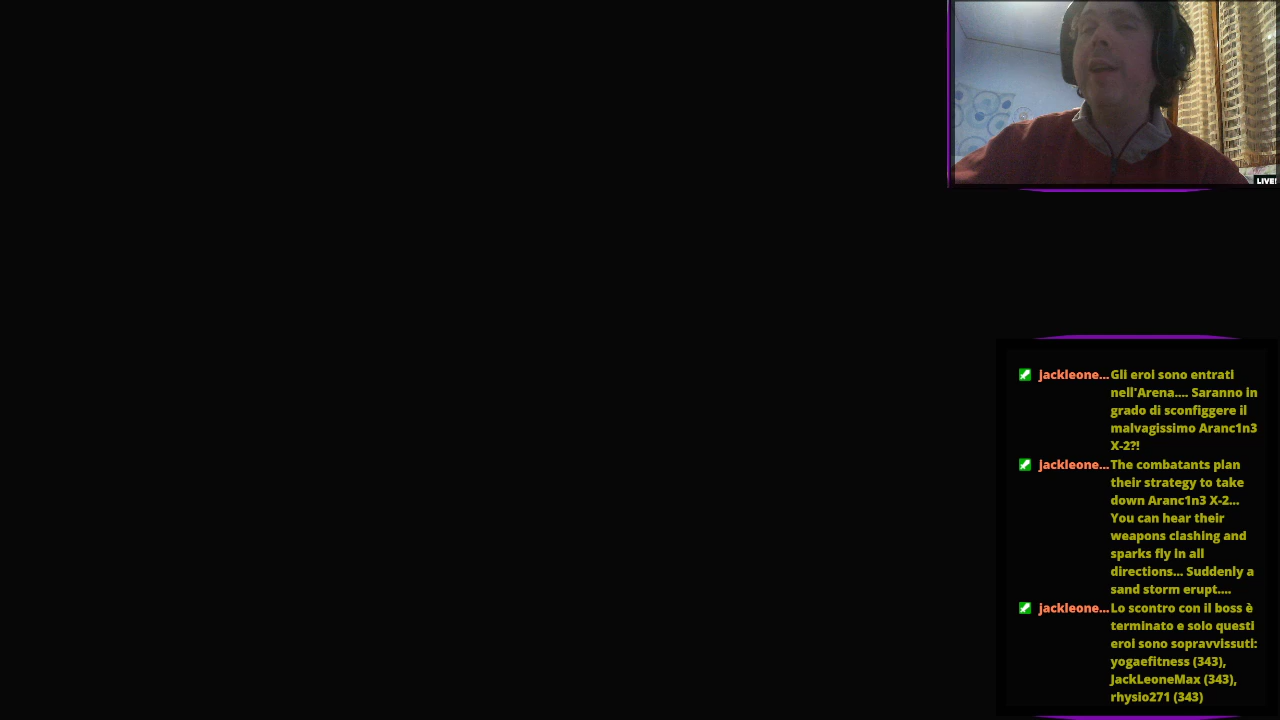 LIVE!
jackleone... Gli eroi sono entrati
nell'Arena.... Saranno in
grado di sconfiggere il
malvagissimo Aranc1n3
X-2?!
jackleone... The combatants plan
their strategy to take
down Aranc1n3 X-2...
You can hear their
weapons clashing and
sparks fly in all
directions... Suddenly a
sand storm erupt....
jackleone... Lo scontro con il boss è
terminato e solo questi
eroi sono sopravvissuti:
yogaefitness (343),
JackLeoneMax (343),
rhysio271 (343)